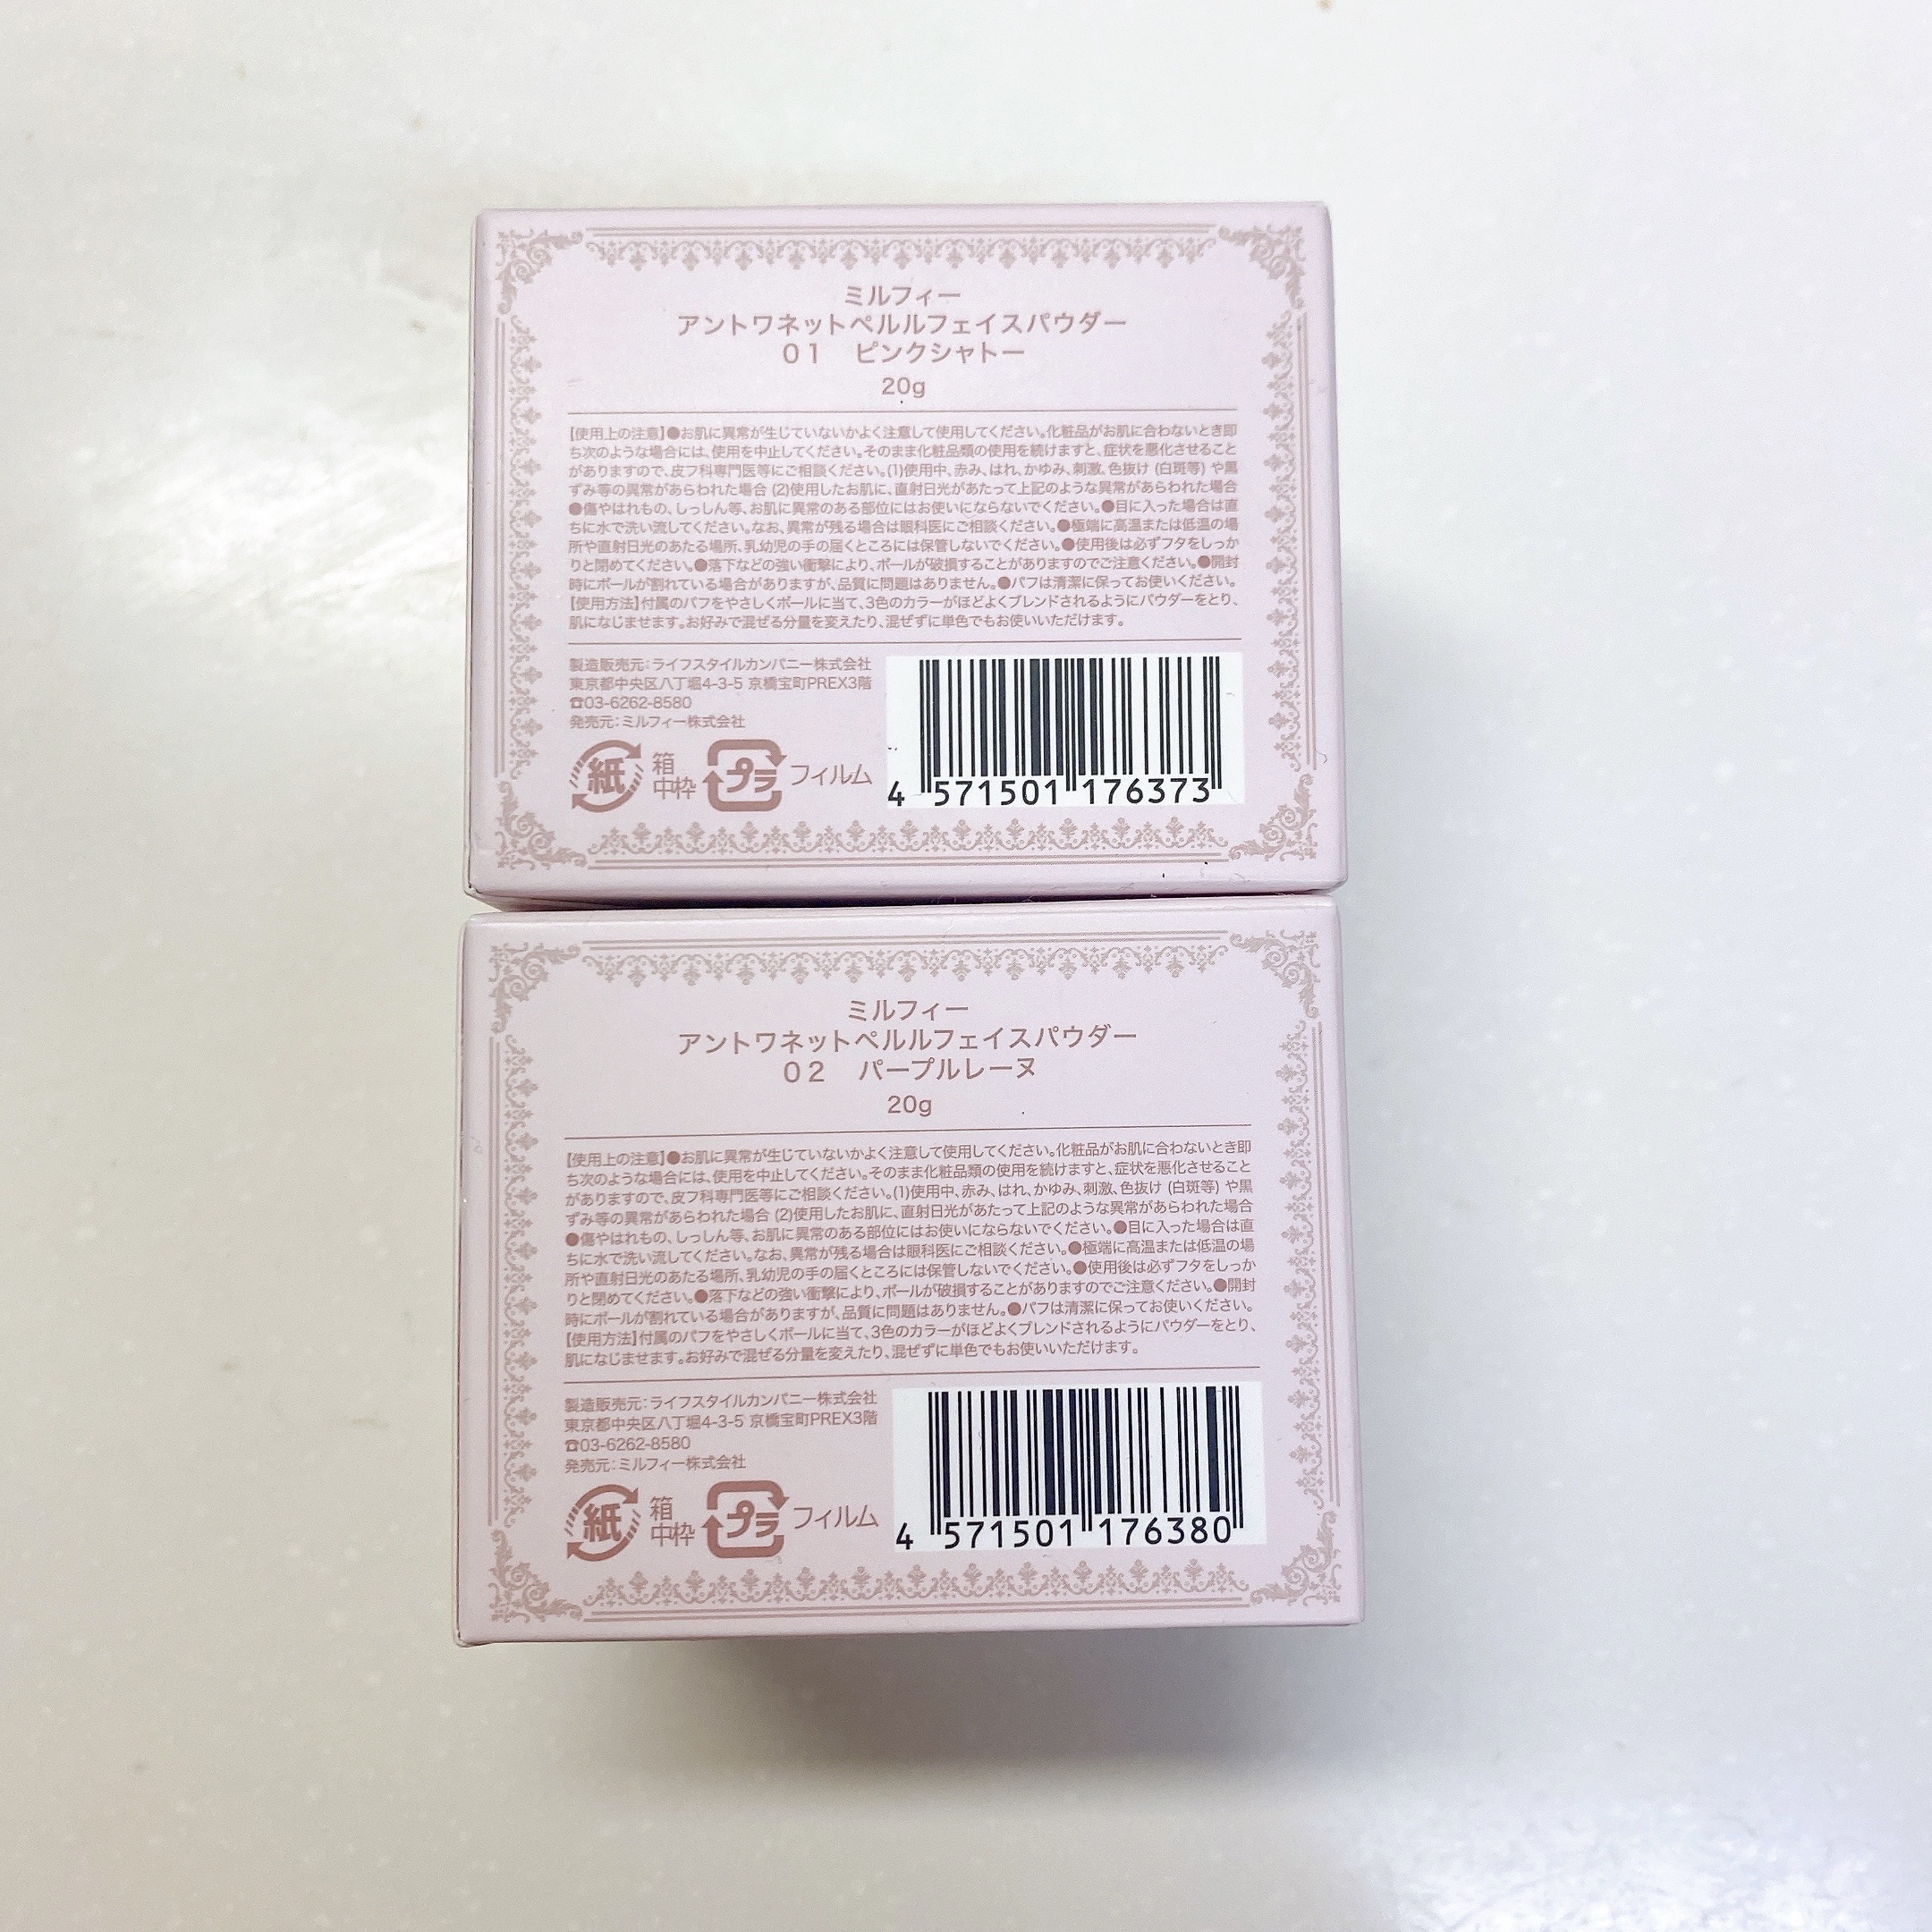 ミルフィー
アントワネットペルルフェイスパウダー
01　ピンクシャトー
20g
【使用上の注意】●お肌に異常が生じていないかよく注意して使用してください。化粧品がお肌に合わないとき即
ち次のような場合には、使用を中止してください。そのまま化粧品類の使用を続けますと、症状を悪化させること
がありますので、皮フ科専門医等にご相談ください。(1)使用中、赤み、はれ、かゆみ、刺激、色抜け (白斑等) や黒
ずみ等の異常があらわれた場合 (2)使用したお肌に、直射日光があたって上記のような異常があらわれた場合
●傷やはれもの、しっしん等、お肌に異常のある部位にはお使いにならないでください。●目に入った場合は直
ちに水で洗い流してください。なお、異常が残る場合は眼科医にご相談ください。●極端に高温または低温の場
所や直射日光のあたる場所、乳幼児の手の届くところには保管しないでください。●使用後は必ずフタをしっか
りと閉めてください。●落下などの強い衝撃により、ボールが破損することがありますのでご注意ください。●開封
時にボールが割れている場合がありますが、品質に問題はありません。●パフは清潔に保ってお使いください。
【使用方法】付属のパフをやさしくボールに当て、3色のカラーがほどよくブレンドされるようにパウダーをとり、
肌になじませます。お好みで混ぜる分量を変えたり、混ぜずに単色でもお使いいただけます。
製造販売元：ライフスタイルカンパニー株式会社
東京都中央区八丁堀4-3-5 京橋宝町PREX3階
☎03-6262-8580
発売元：ミルフィー株式会社
紙 箱 中枠 プラ フィルム
4 571501 176373
ミルフィー
アントワネットペルルフェイスパウダー
02　パープルレーヌ
20g
【使用上の注意】●お肌に異常が生じていないかよく注意して使用してください。化粧品がお肌に合わないとき即
ち次のような場合には、使用を中止してください。そのまま化粧品類の使用を続けますと、症状を悪化させること
がありますので、皮フ科専門医等にご相談ください。(1)使用中、赤み、はれ、かゆみ、刺激、色抜け (白斑等) や黒
ずみ等の異常があらわれた場合 (2)使用したお肌に、直射日光があたって上記のような異常があらわれた場合
●傷やはれもの、しっしん等、お肌に異常のある部位にはお使いにならないでください。●目に入った場合は直
ちに水で洗い流してください。なお、異常が残る場合は眼科医にご相談ください。●極端に高温または低温の場
所や直射日光のあたる場所、乳幼児の手の届くところには保管しないでください。●使用後は必ずフタをしっか
りと閉めてください。●落下などの強い衝撃により、ボールが破損することがありますのでご注意ください。●開封
時にボールが割れている場合がありますが、品質に問題はありません。●パフは清潔に保ってお使いください。
【使用方法】付属のパフをやさしくボールに当て、3色のカラーがほどよくブレンドされるようにパウダーをとり、
肌になじませます。お好みで混ぜる分量を変えたり、混ぜずに単色でもお使いいただけます。
製造販売元：ライフスタイルカンパニー株式会社
東京都中央区八丁堀4-3-5 京橋宝町PREX3階
☎03-6262-8580
発売元：ミルフィー株式会社
紙 箱 中枠 プラ フィルム
4 571501 176380